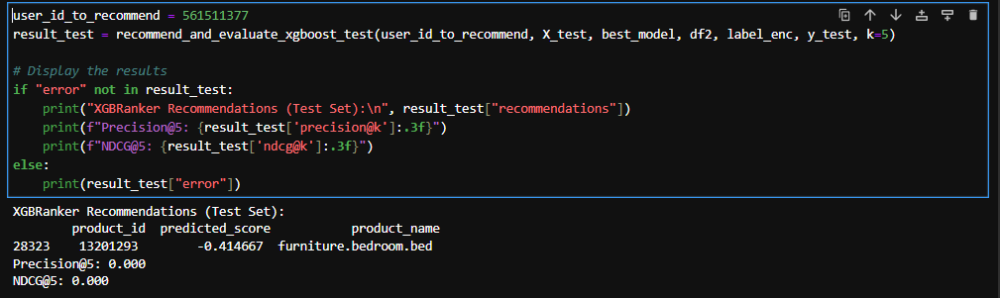 user_id_to_recommend = 561511377
result_test = recommend_and_evaluate_xgboost_test(user_id_to_recommend, X_test, best_model, df2, label_enc, y_test, k=5)
# Display the results
if "error" not in result_test:
    print("XGBRanker Recommendations (Test Set):\n", result_test["recommendations"])
    print(f"Precision@5: {result_test['precision@k']:.3f}")
    print(f"NDCG@5: {result_test['ndcg@k']:.3f}")
else:
    print(result_test["error"])
XGBRanker Recommendations (Test Set):
        product_id  predicted_score           product_name
28323    13201293        -0.414667  furniture.bedroom.bed
Precision@5: 0.000
NDCG@5: 0.000